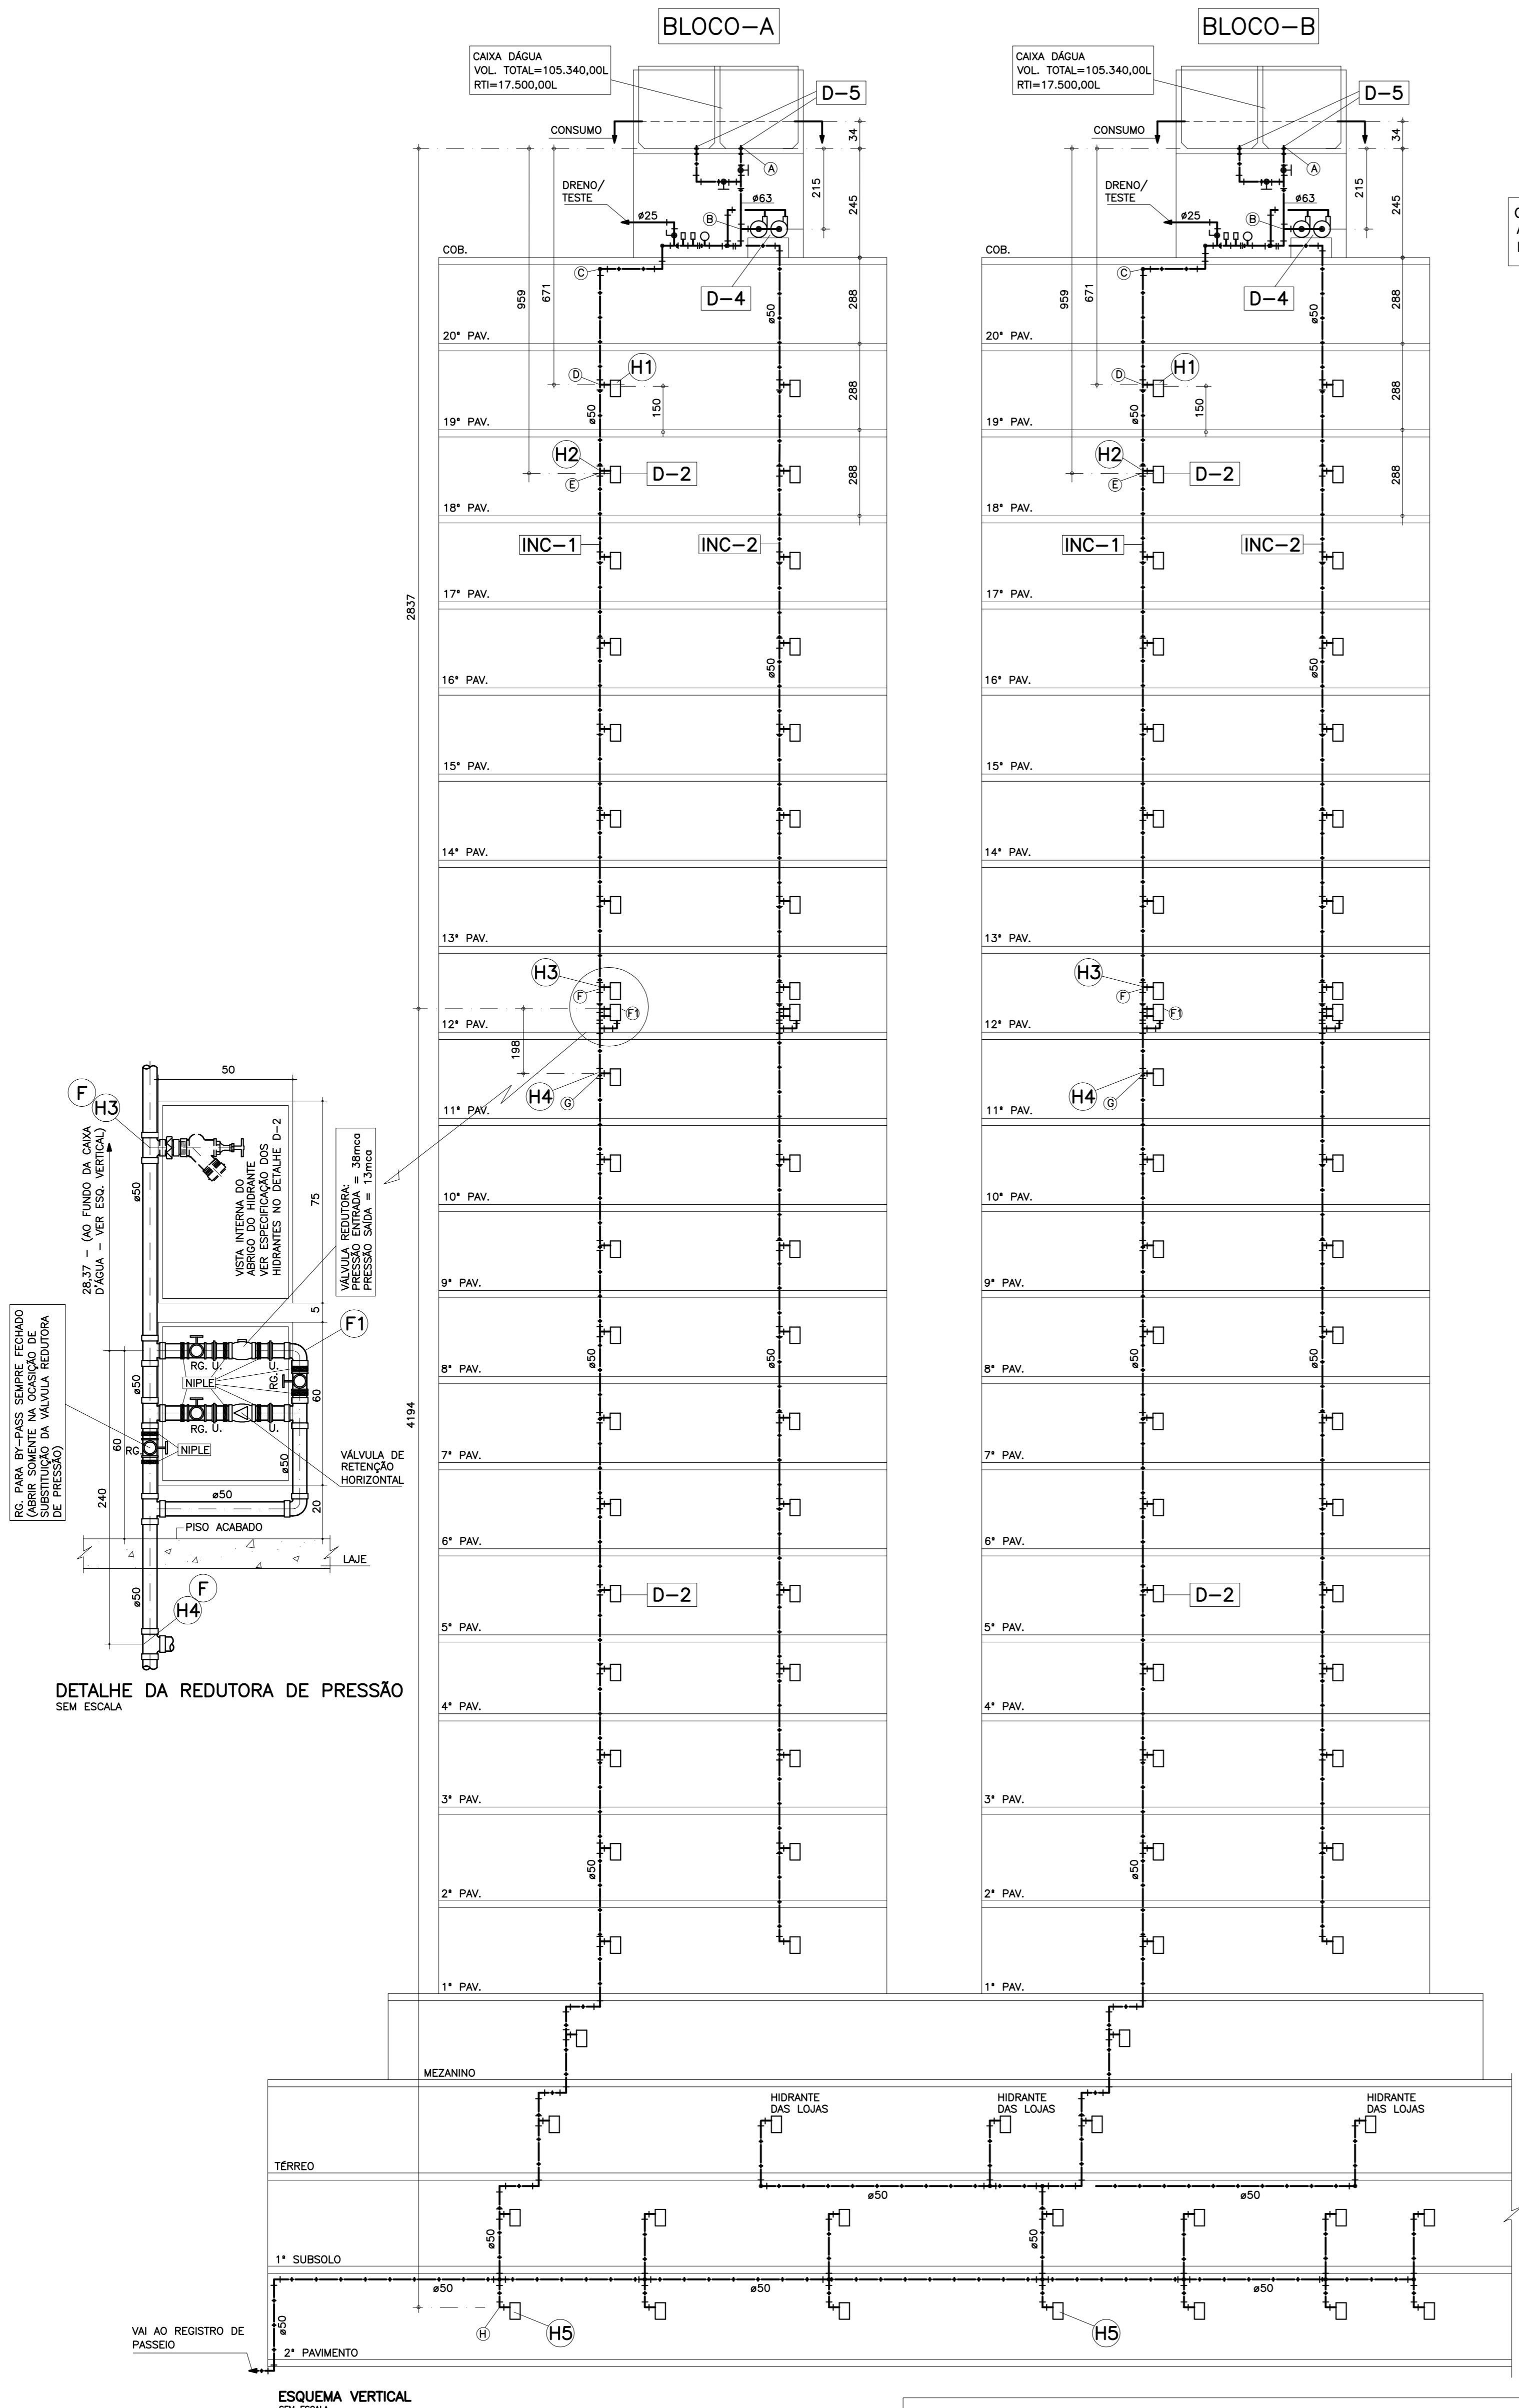 BLOCO-A
CAIXA DÁGUA
VOL. TOTAL=105.340,00L
RTI=17.500,00L
D-5
CONSUMO
34
A
215
245
DRENO/
TESTE
ø25
ø63
B
COB.
C
D-4
959
671
ø50
288
20° PAV.
D
H1
150
ø50
288
19° PAV.
H2
E
D-2
288
18° PAV.
INC-1
INC-2
17° PAV.
2837
ø50
16° PAV.
15° PAV.
14° PAV.
13° PAV.
H3
F
F1
12° PAV.
198
H4
G
11° PAV.
10° PAV.
9° PAV.
ø50
ø50
8° PAV.
4194
7° PAV.
6° PAV.
D-2
5° PAV.
4° PAV.
3° PAV.
ø50
2° PAV.
1° PAV.
BLOCO-B
CAIXA DÁGUA
VOL. TOTAL=105.340,00L
RTI=17.500,00L
D-5
CONSUMO
34
A
215
245
DRENO/
TESTE
ø25
ø63
B
COB.
C
D-4
959
671
ø50
288
20° PAV.
D
H1
150
ø50
288
19° PAV.
H2
E
D-2
288
18° PAV.
INC-1
INC-2
17° PAV.
ø50
16° PAV.
15° PAV.
14° PAV.
13° PAV.
H3
F
F1
12° PAV.
H4
G
11° PAV.
10° PAV.
9° PAV.
ø50
ø50
8° PAV.
7° PAV.
6° PAV.
D-2
5° PAV.
4° PAV.
3° PAV.
ø50
2° PAV.
1° PAV.
MEZANINO
HIDRANTE
DAS LOJAS
HIDRANTE
DAS LOJAS
HIDRANTE
DAS LOJAS
TÉRREO
ø50
ø50
ø50
ø50
1° SUBSOLO
ø50
ø50
ø50
ø50
H
H5
H5
VAI AO REGISTRO DE
PASSEIO
2° PAVIMENTO
ESQUEMA VERTICAL
50
F
H3
28,37 - (AO FUNDO DA CAIXA
D'ÁGUA - VER ESQ. VERTICAL)
ø50
VISTA INTERNA DO
ABRIGO DO HIDRANTE
VER ESPECIFICAÇÃO DOS
HIDRANTES NO DETALHE D-2
75
5
VÁLVULA REDUTORA:
PRESSÃO ENTRADA = 38mca
PRESSÃO SAÍDA = 13mca
F1
RG. PARA BY-PASS SEMPRE FECHADO
(ABRIR SOMENTE NA OCASIÇÃO DE
SUBSTITUIÇÃO DA VÁLVULA REDUTORA
DE PRESSÃO)
RG. U.
U.
NIPLE
RG.
60
ø50
RG. U.
U.
RG.
NIPLE
60
ø50
VÁLVULA DE
RETENÇÃO
HORIZONTAL
ø50
20
240
PISO ACABADO
LAJE
ø50
F
H4
DETALHE DA REDUTORA DE PRESSÃO
SEM ESCALA